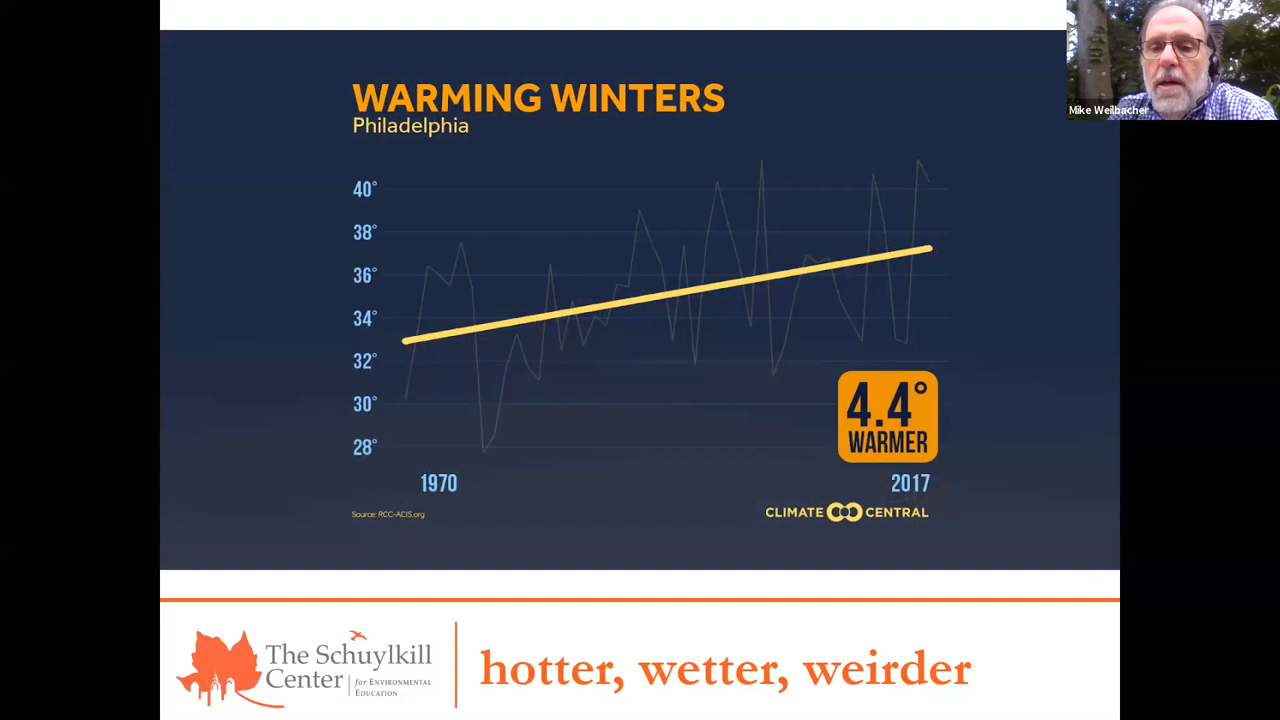 WARMING WINTERS
Philadelphia
Mike Weilbacher
40°
38°
36°
34°
32°
30°
28°
4.4°
WARMER
1970
2017
Source: RCC-ACIS.org
CLIMATE CENTRAL
The Schuylkill
Center
for Environmental
Education
hotter, wetter, weirder